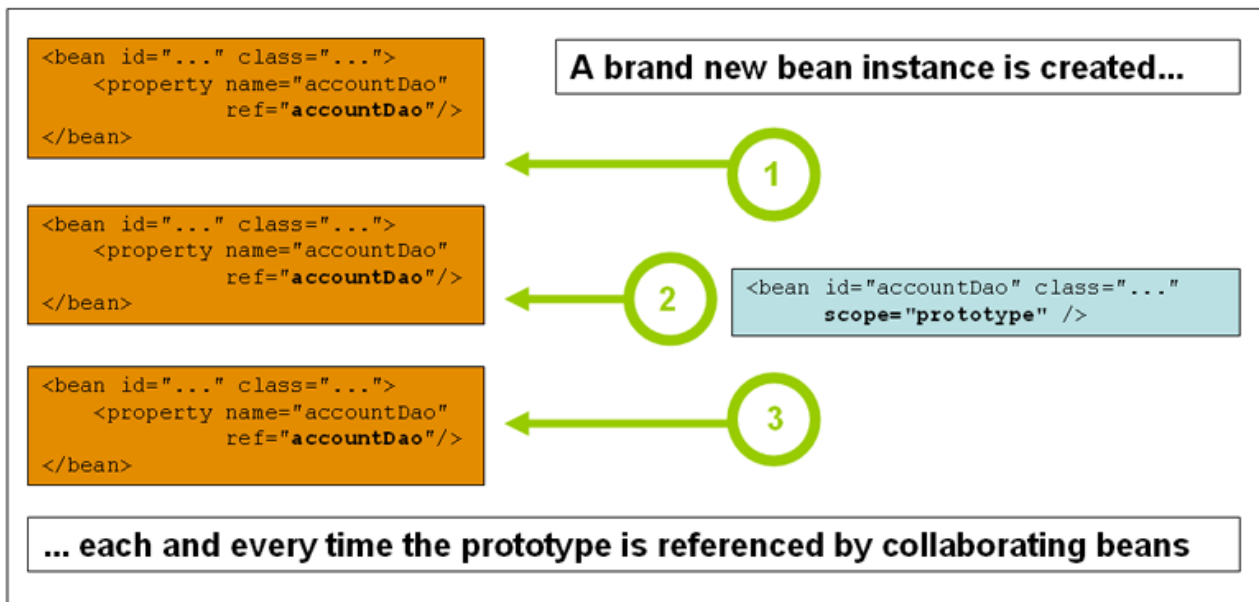 <bean id="..." class="...">
    <property name="accountDao"
              ref="accountDao"/>
</bean>
A brand new bean instance is created...
1
<bean id="..." class="...">
    <property name="accountDao"
              ref="accountDao"/>
</bean>
2
<bean id="accountDao" class="..."
      scope="prototype" />
<bean id="..." class="...">
    <property name="accountDao"
              ref="accountDao"/>
</bean>
3
... each and every time the prototype is referenced by collaborating beans